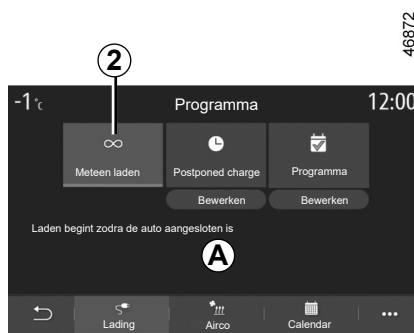 46872
2
-1°c Programma 12:00
∞
Meteen laden Postponed charge Programma
Bewerken Bewerken
Laden begint zodra de auto aangesloten is
A
Lading Airco Calendar ...